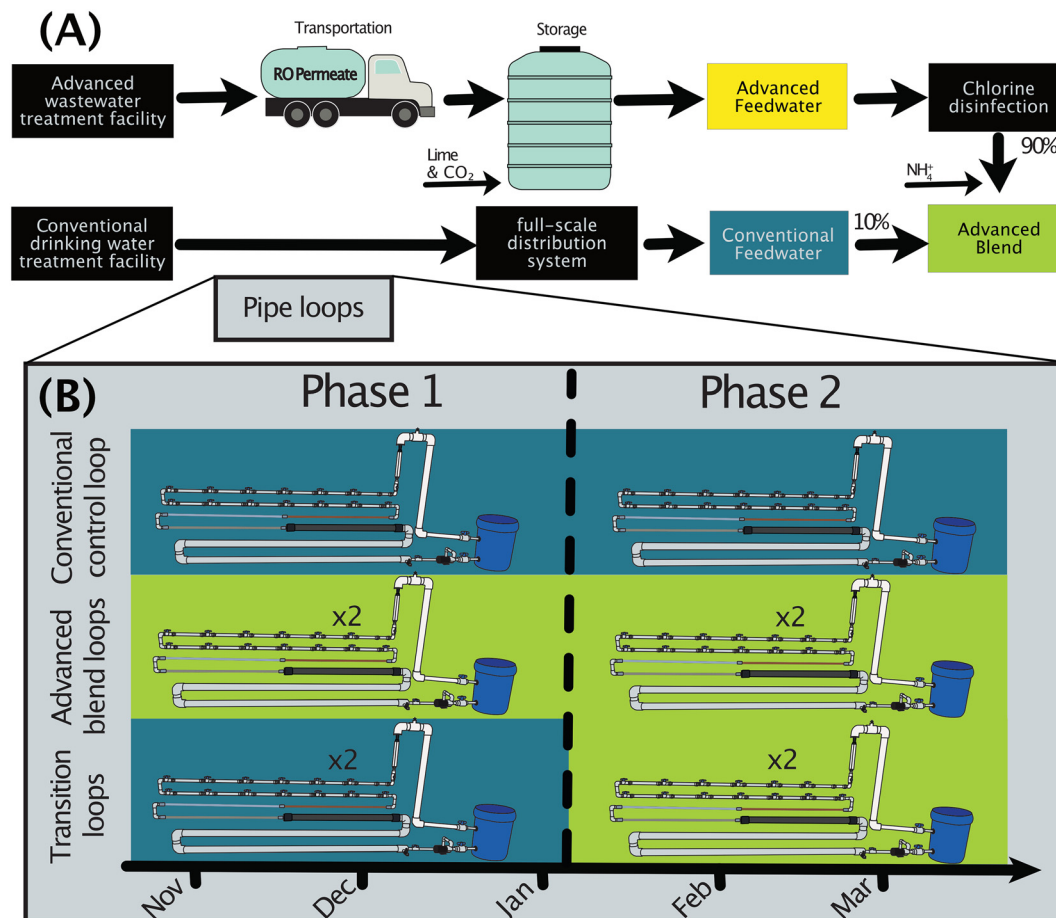 (A)
Transportation
Storage
Advanced
wastewater
treatment facility
RO Permeate
Advanced
Feedwater
Chlorine
disinfection
Lime
& CO2
90%
NH4+
Conventional
drinking water
treatment facility
full-scale
distribution
system
Conventional
Feedwater
10%
Advanced
Blend
Pipe loops
(B)
Phase 1
Phase 2
Conventional
control loop
Advanced
blend loops
x2
x2
Transition
loops
x2
x2
Nov
Dec
Jan
Feb
Mar